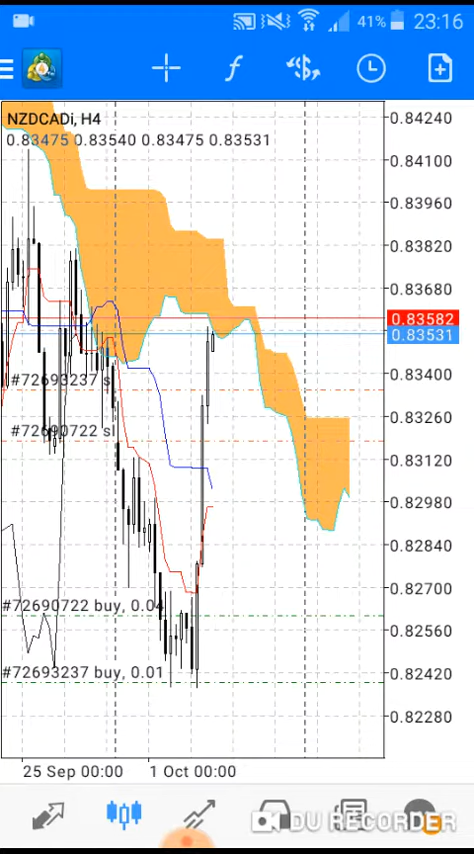 41% 23:16
f
NZDCADi, H4
0.83475 0.83540 0.83475 0.83531
0.84240
0.84100
0.83960
0.83820
0.83680
0.83582
0.83531
0.83400
#72693237 sl
0.83260
#72690722 sl
0.83120
0.82980
0.82840
0.82700
#72690722 buy, 0.04
0.82560
#72693237 buy, 0.01
0.82420
0.82280
25 Sep 00:00 1 Oct 00:00
DU RECORDER